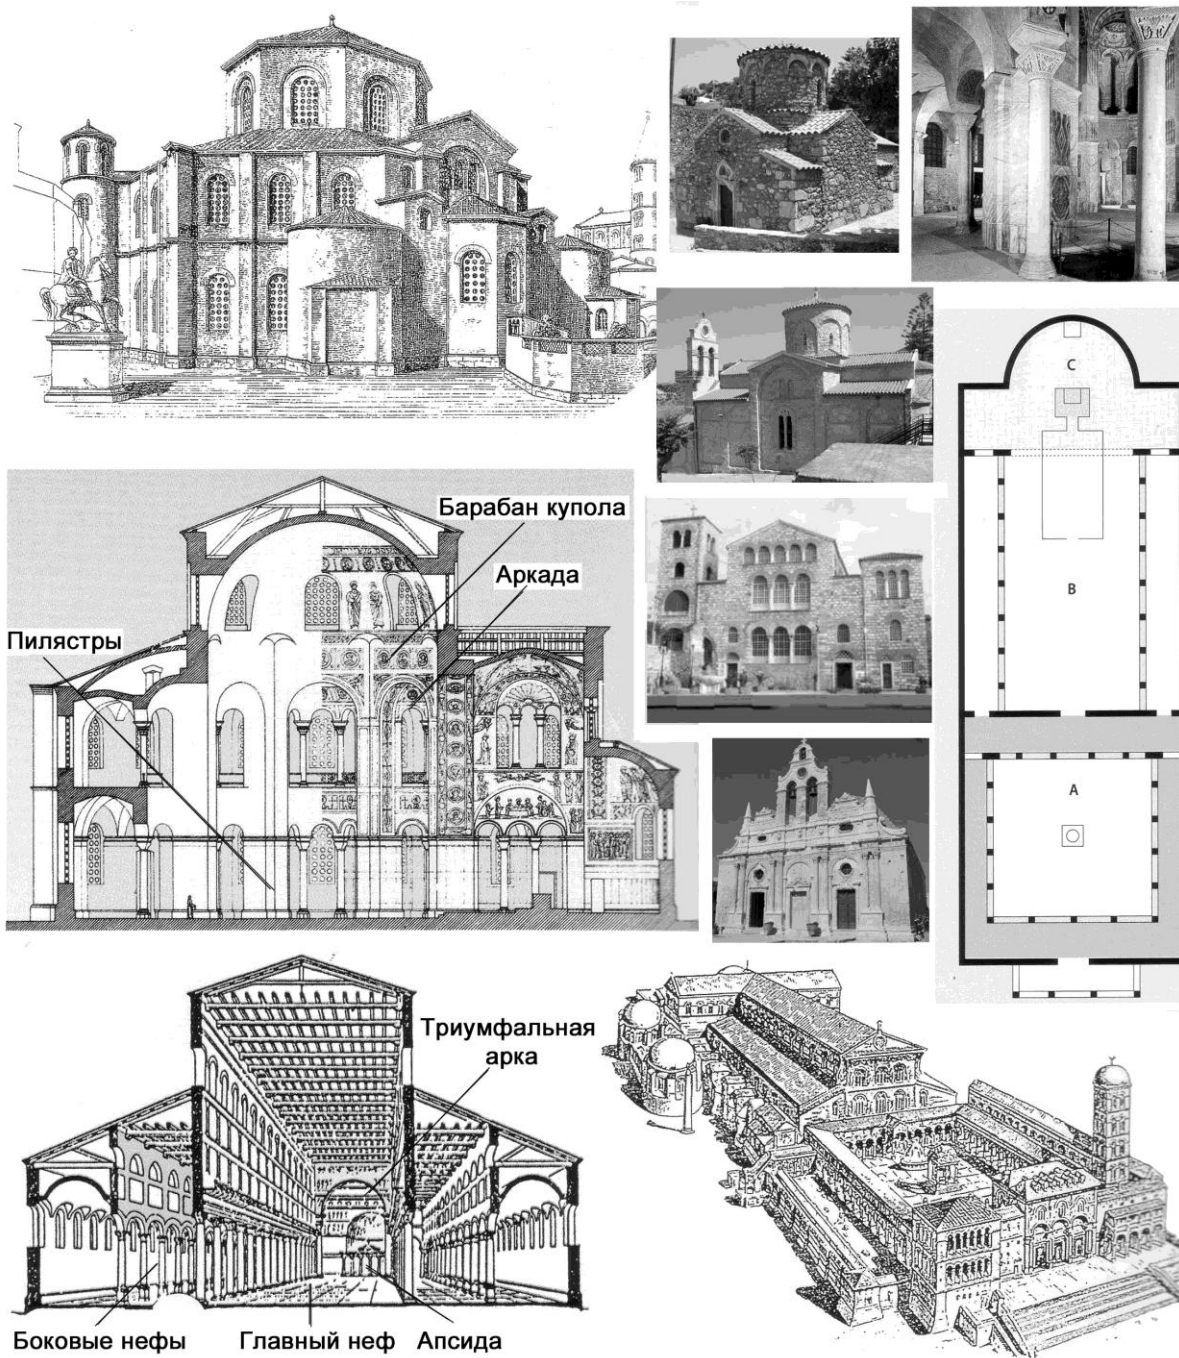 Барабан купола
Аркада
Пилястры
C
B
A
Триумфальная
арка
Боковые нефы
Главный неф
Апсида